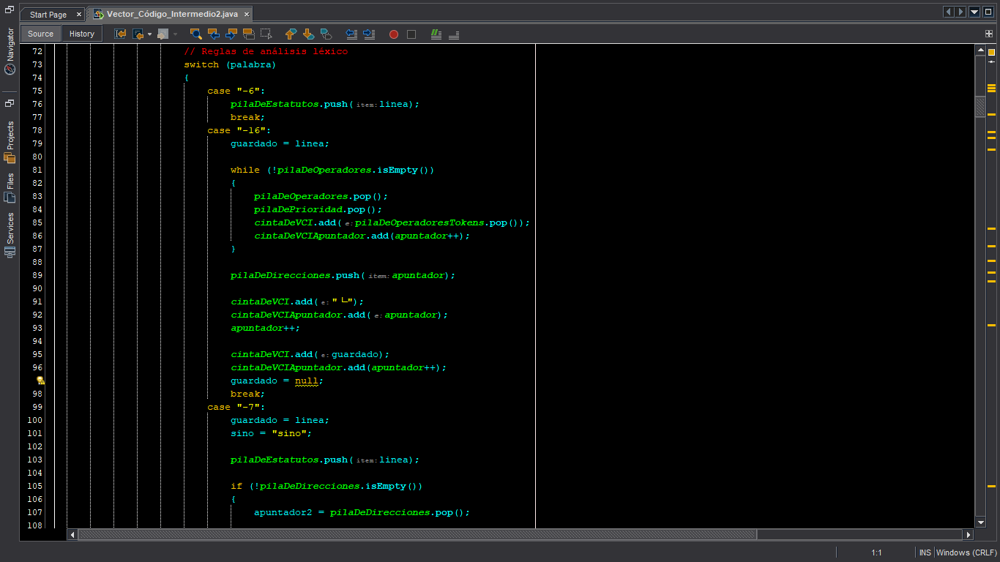 Start Page ×
Vector_Código_Intermedio2.java ×
Source
History
Navigator
Projects
Files
Services
72 // Reglas de análisis léxico
73 switch (palabra)
74 {
75 case "-6":
76 pilaDeEstatutos.push(item:linea);
77 break;
78 case "-16":
79 guardado = linea;
80
81 while (!pilaDeOperadores.isEmpty())
82 {
83 pilaDeOperadores.pop();
84 pilaDePrioridad.pop();
85 cintaDeVCI.add(e:pilaDeOperadoresTokens.pop());
86 cintaDeVCIApuntador.add(apuntador++);
87 }
88
89 pilaDeDirecciones.push(item:apuntador);
90
91 cintaDeVCI.add(e:"└");
92 cintaDeVCIApuntador.add(e:apuntador);
93 apuntador++;
94
95 cintaDeVCI.add(e:guardado);
96 cintaDeVCIApuntador.add(apuntador++);
guardado = null;
98 break;
99 case "-7":
100 guardado = linea;
101 sino = "sino";
102
103 pilaDeEstatutos.push(item:linea);
104
105 if (!pilaDeDirecciones.isEmpty())
106 {
107 apuntador2 = pilaDeDirecciones.pop();
108
1:1
INS
Windows (CRLF)